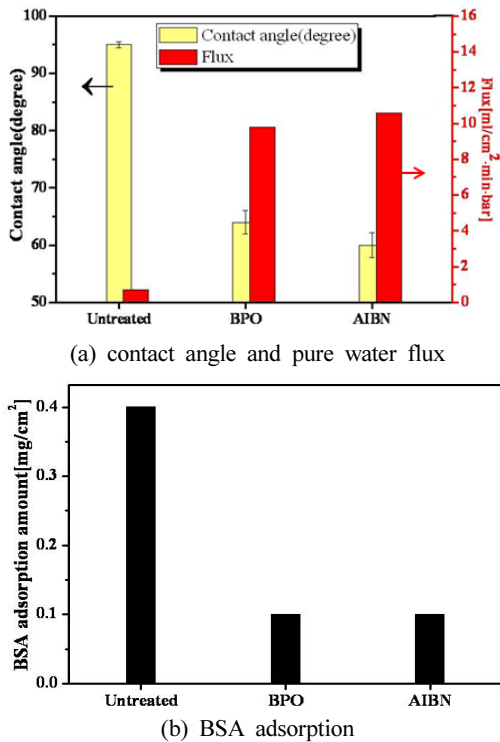 Contact angle(degree)
Flux
100
90
80
70
60
50
Contact angle(degree)
16
14
12
10
8
6
4
2
0
Flux[ml/cm²·min·bar]
Untreated BPO AIBN
(a) contact angle and pure water flux
0.4
0.3
0.2
0.1
0.0
BSA adsorption amount[mg/cm²]
Untreated BPO AIBN
(b) BSA adsorption